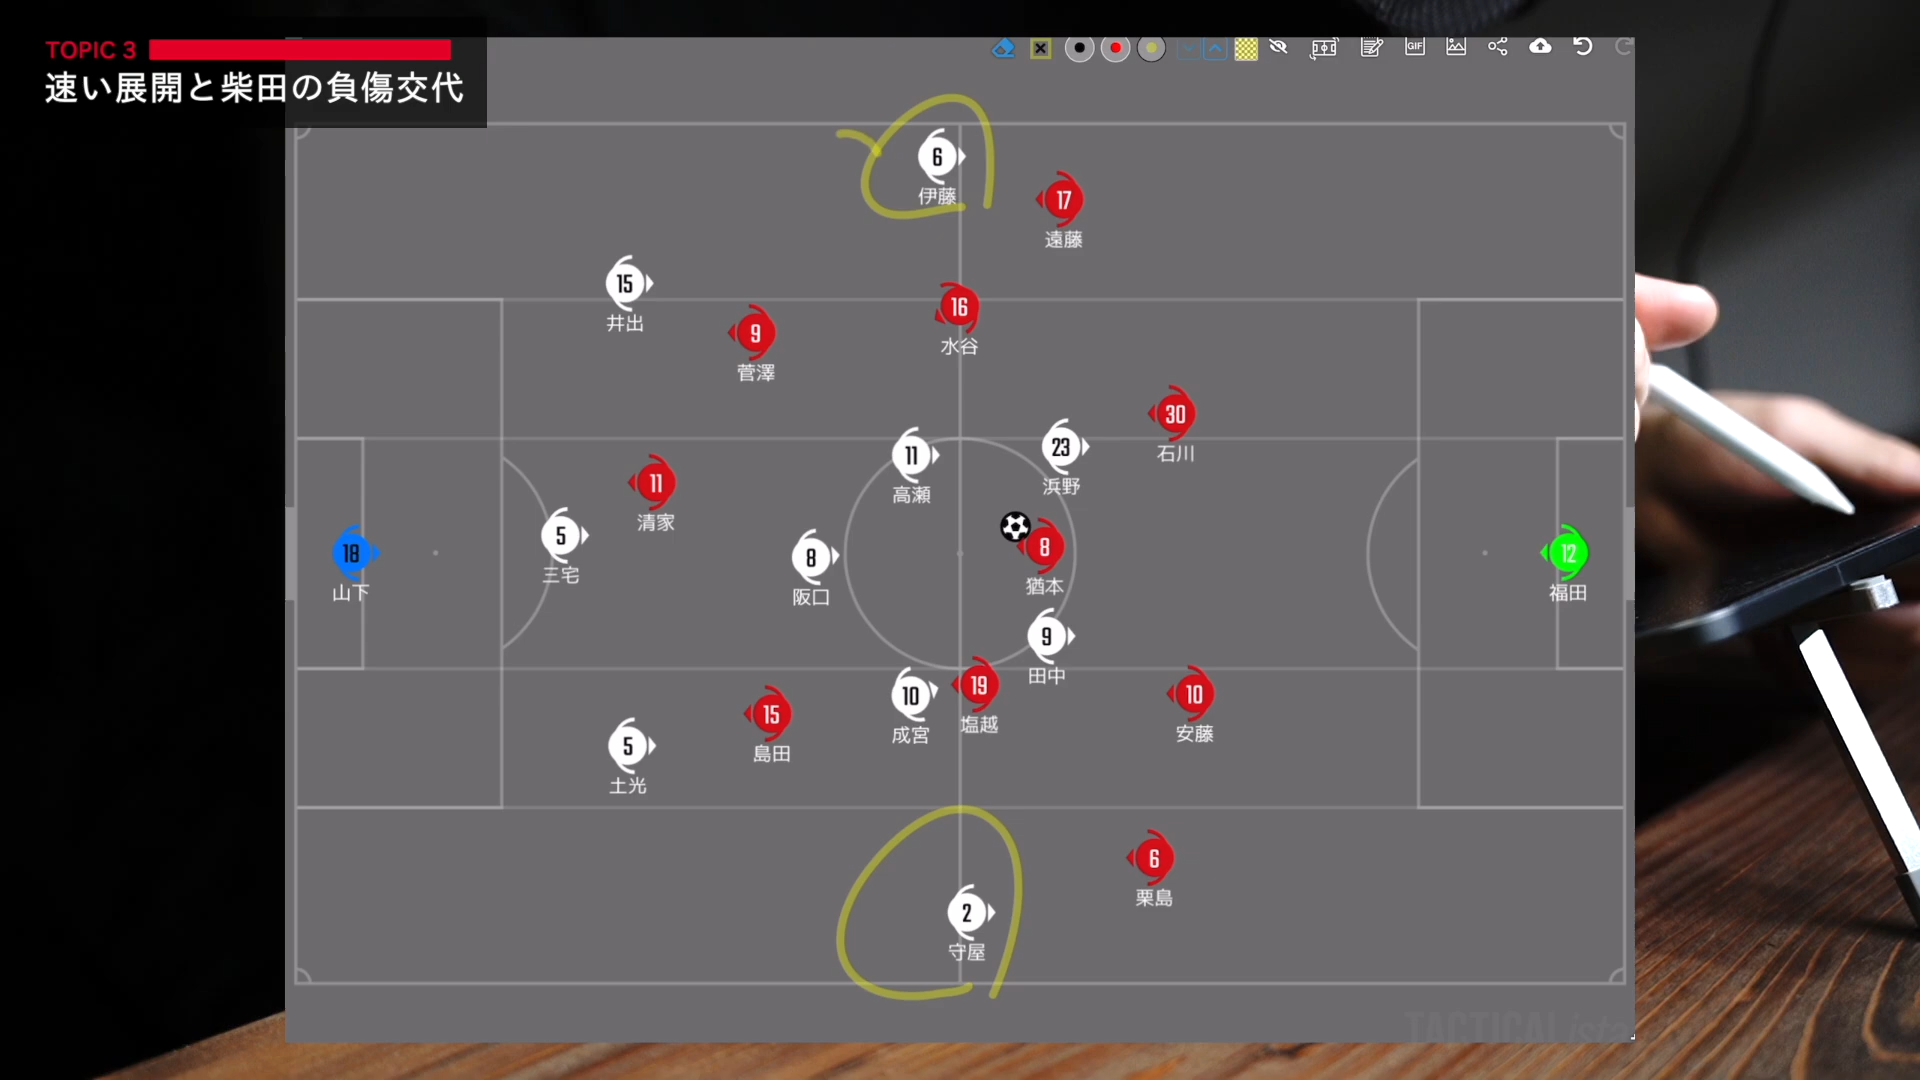 TOPIC 3
速い展開と柴田の負傷交代
GIF
6
伊藤
17
遠藤
15
井出
9
菅澤
16
水谷
30
石川
11
高瀬
23
浜野
11
清家
5
三宅
8
阪口
8
猶本
18
山下
12
福田
9
田中
10
成宮
19
塩越
10
安藤
15
島田
5
土光
6
栗島
2
守屋
TACTICALista